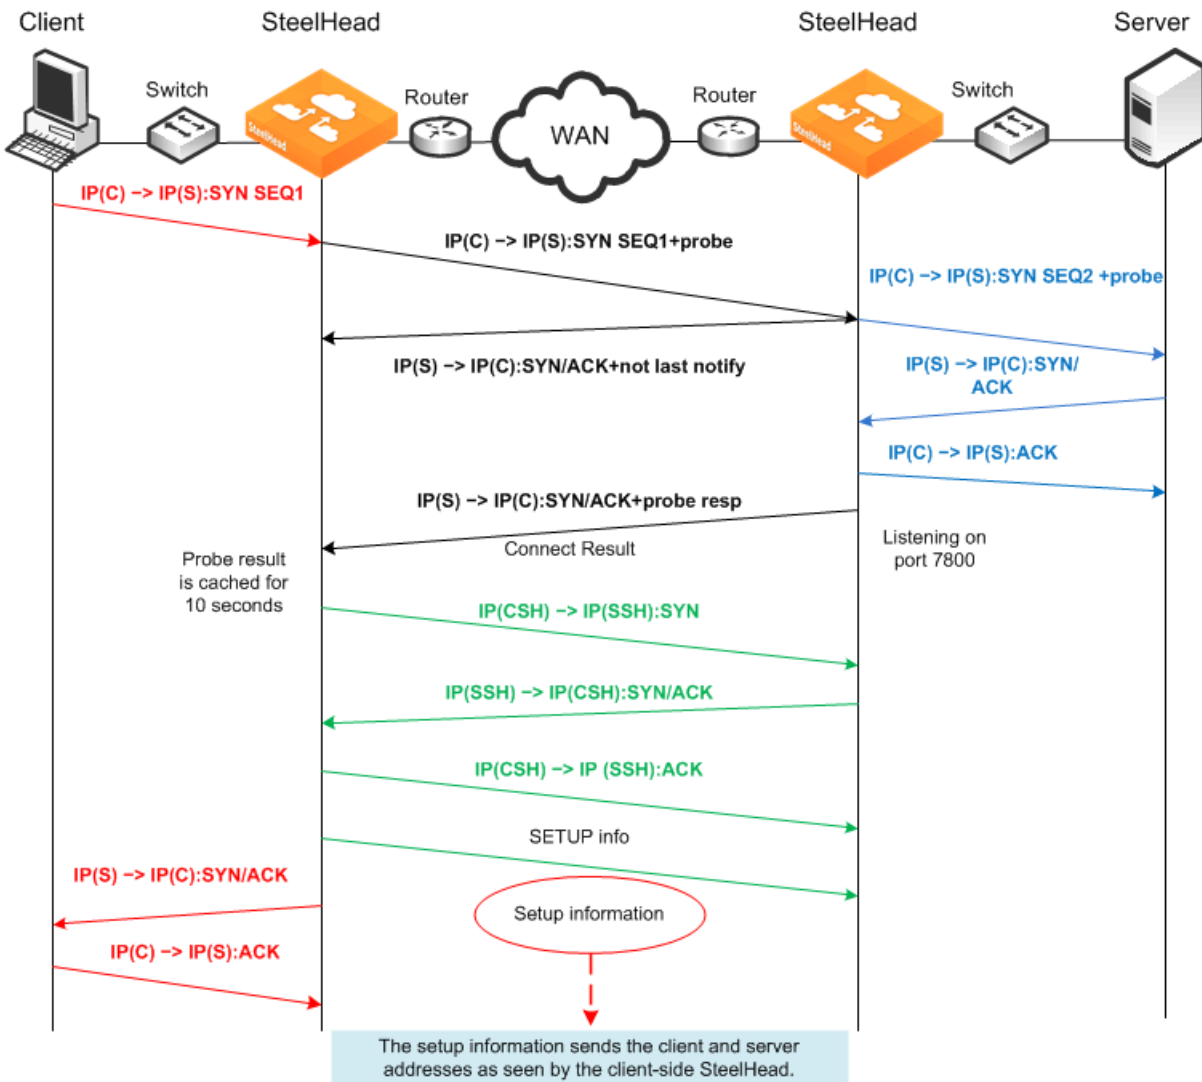 Client
SteelHead
SteelHead
Server
Switch
Router
WAN
Router
Switch
SteelHead
SteelHead
IP(C) −> IP(S):SYN SEQ1
IP(C) −> IP(S):SYN SEQ1+probe
IP(C) −> IP(S):SYN SEQ2 +probe
IP(S) −> IP(C):SYN/ACK+not last notify
IP(S) −> IP(C):SYN/
ACK
IP(C) −> IP(S):ACK
IP(S) −> IP(C):SYN/ACK+probe resp
Connect Result
Listening on
port 7800
Probe result
is cached for
10 seconds
IP(CSH) −> IP(SSH):SYN
IP(SSH) −> IP(CSH):SYN/ACK
IP(CSH) −> IP (SSH):ACK
SETUP info
IP(S) −> IP(C):SYN/ACK
Setup information
IP(C) −> IP(S):ACK
The setup information sends the client and server
addresses as seen by the client-side SteelHead.